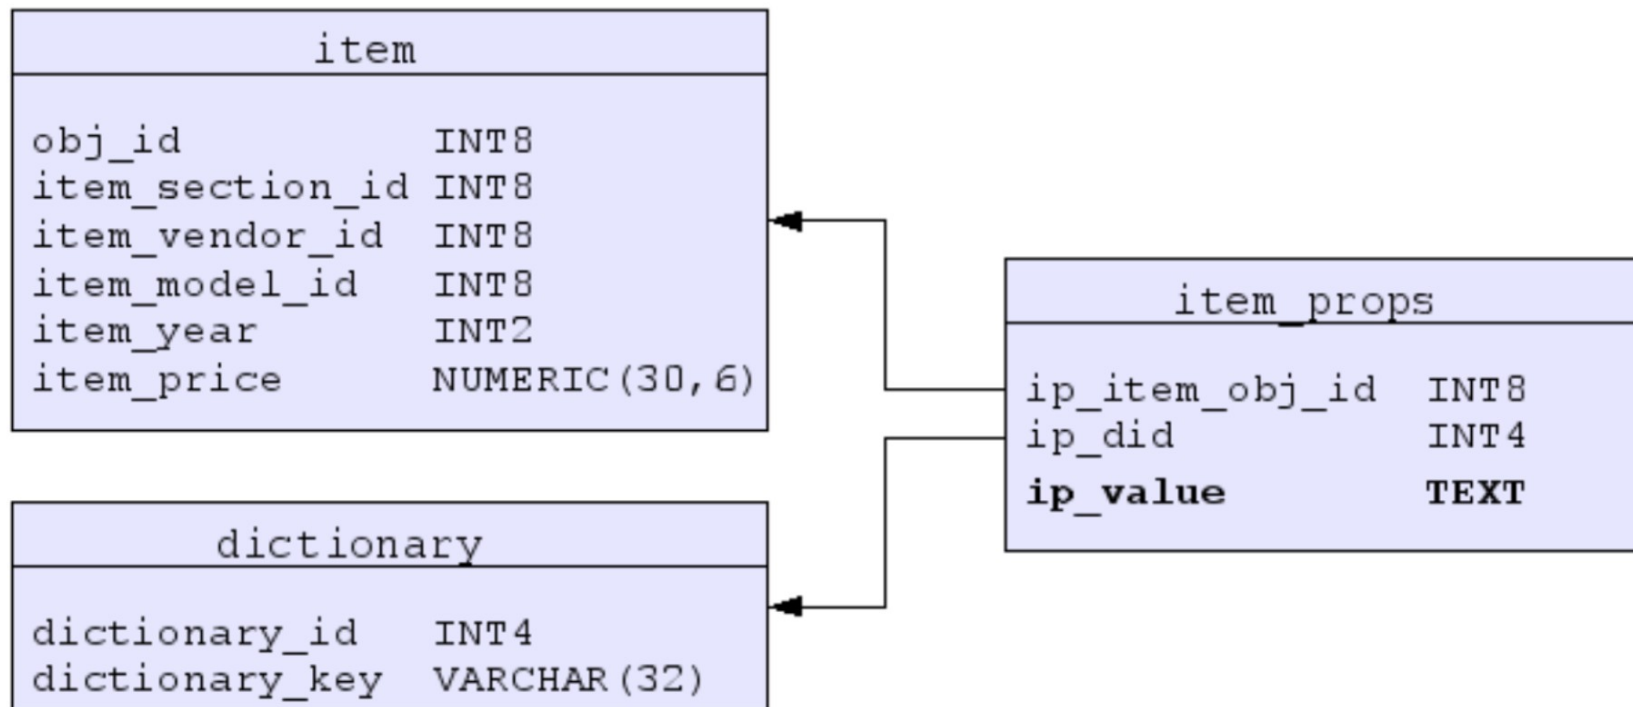 item
obj_id INT8
item_section_id INT8
item_vendor_id INT8
item_model_id INT8
item_year INT2
item_price NUMERIC(30,6)
item_props
ip_item_obj_id INT8
ip_did INT4
ip_value TEXT
dictionary
dictionary_id INT4
dictionary_key VARCHAR(32)